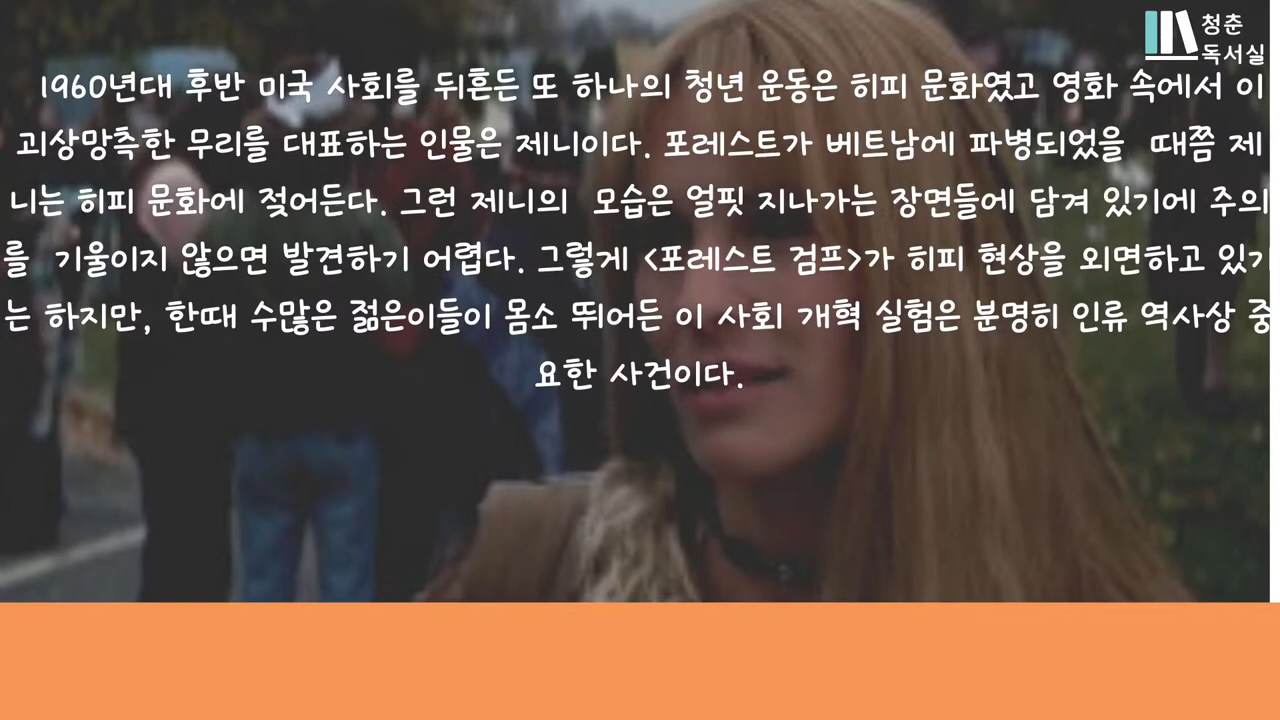 청춘
독서실
1960년대 후반 미국 사회를 뒤흔든 또 하나의 청년 운동은 히피 문화였고 영화 속에서 이
괴상망측한 무리를 대표하는 인물은 제니이다. 포레스트가 베트남에 파병되었을 때쯤 제
니는 히피 문화에 젖어든다. 그런 제니의 모습은 얼핏 지나가는 장면들에 담겨 있기에 주의
를 기울이지 않으면 발견하기 어렵다. 그렇게 <포레스트 검프>가 히피 현상을 외면하고 있기
는 하지만, 한때 수많은 젊은이들이 몸소 뛰어든 이 사회 개혁 실험은 분명히 인류 역사상 중
요한 사건이다.